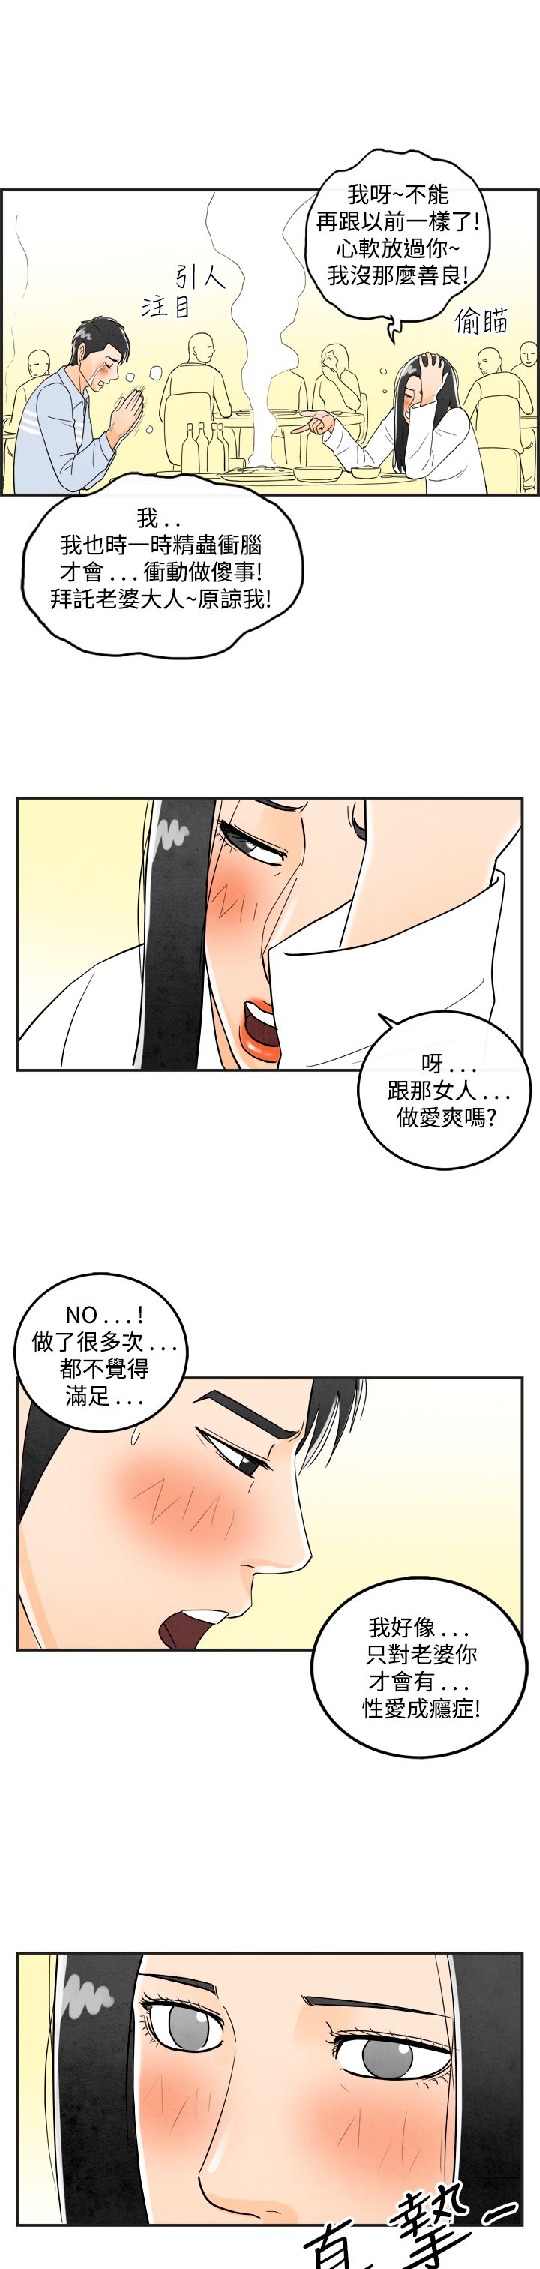 我呀~不能
再跟以前一樣了!
心軟放過你~
我沒那麼善良!
引人
注目
偷瞄
我..
我也時一時精蟲衝腦
才會...衝動做傻事!
拜託老婆大人~原諒我!
呀...
跟那女人...
做愛爽嗎?
NO...!
做了很多次...
都不覺得
滿足...
我好像...
只對老婆你
才會有...
性愛成癮症!
真摯